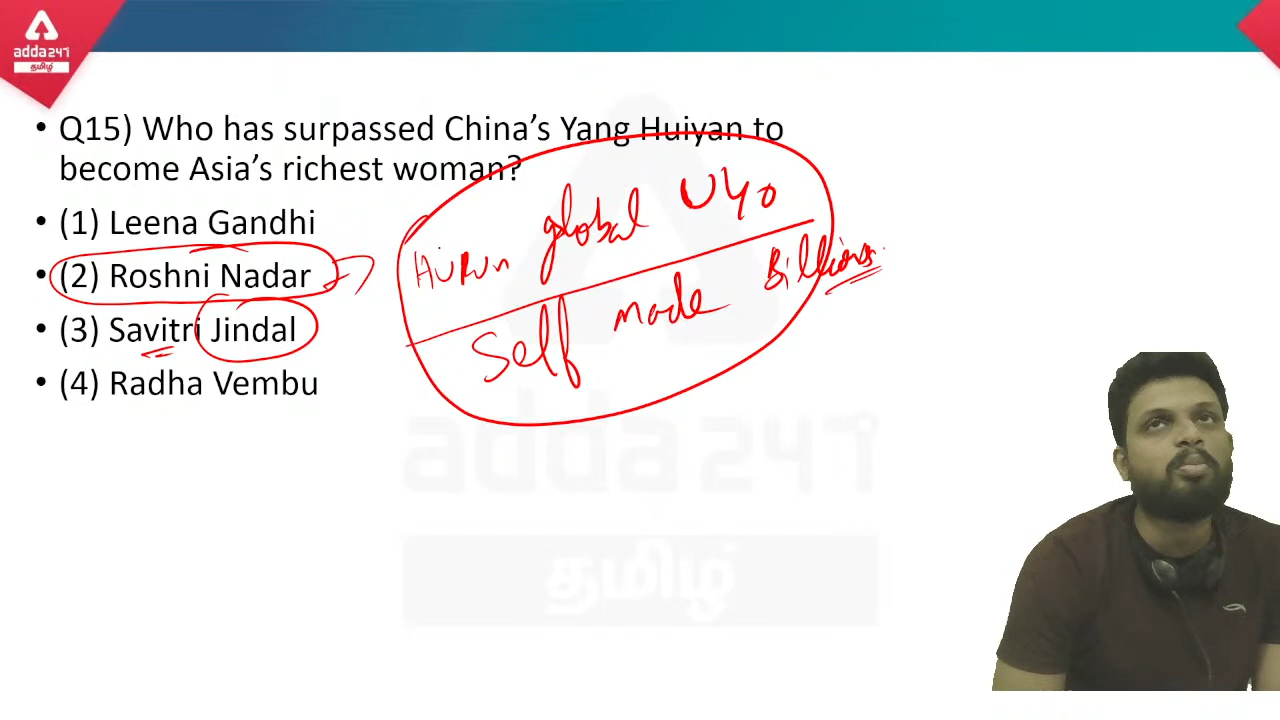 adda247
தமிழ்
• Q15) Who has surpassed China's Yang Huiyan to
become Asia's richest woman?
• (1) Leena Gandhi
• (2) Roshni Nadar
• (3) Savitri Jindal
• (4) Radha Vembu
Hurun global U40
Self made Billions
adda247
தமிழ்